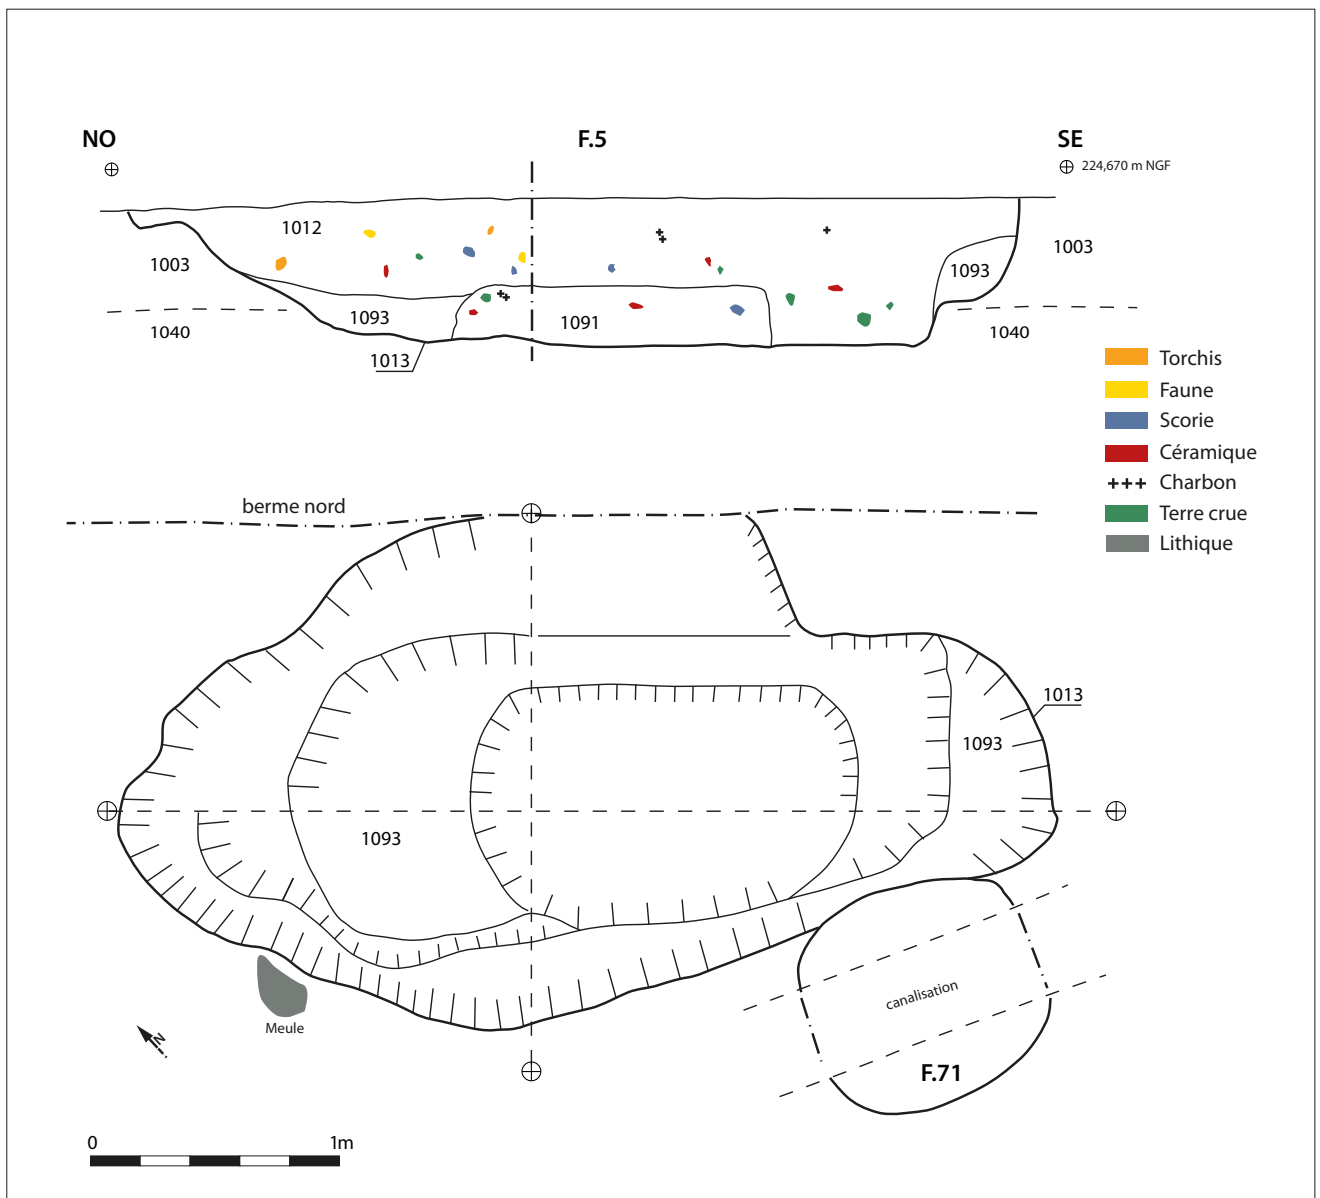 NO
F.5
SE
224,670 m NGF
1012
1003
1003
1093
1093
1091
1040
1040
1013
Torchis
Faune
Scorie
Céramique
Charbon
Terre crue
Lithique
berme nord
1013
1093
1093
canalisation
Meule
N
F.71
0
1m